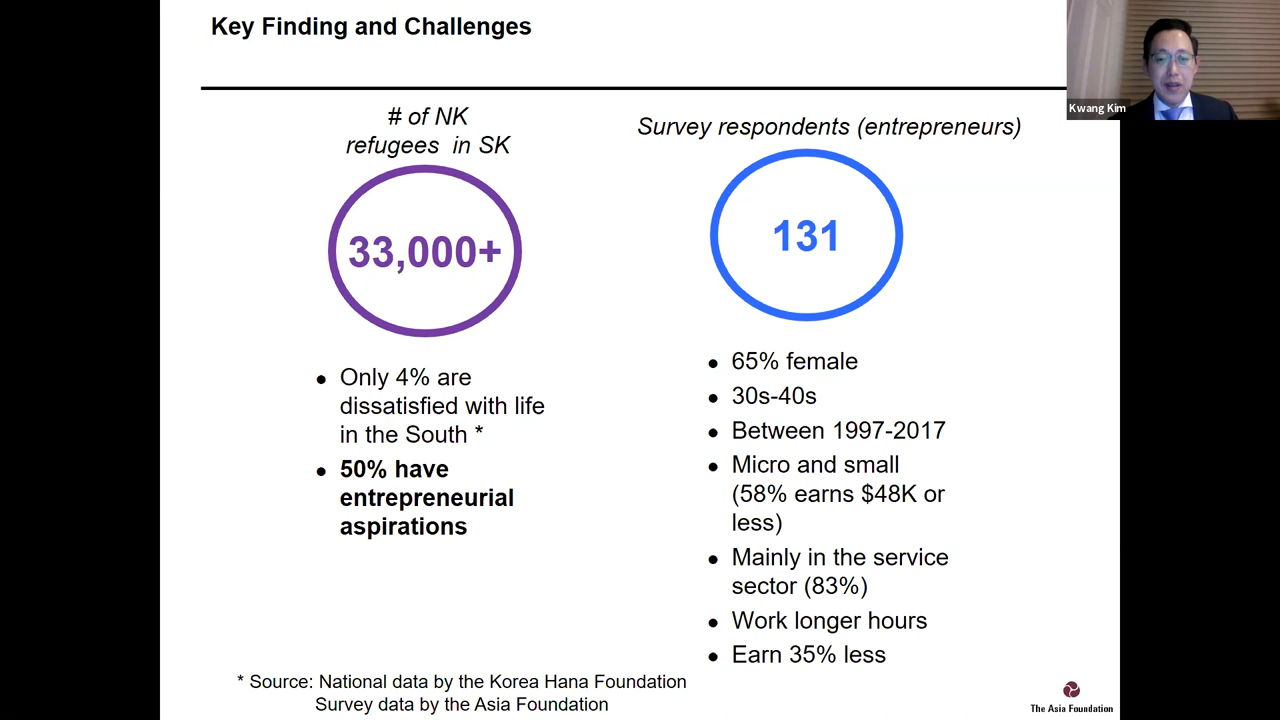 Key Finding and Challenges
Kwang Kim
# of NK
refugees in SK
33,000+
● Only 4% are
dissatisfied with life
in the South *
● 50% have
entrepreneurial
aspirations
Survey respondents (entrepreneurs)
131
● 65% female
● 30s-40s
● Between 1997-2017
● Micro and small
(58% earns $48K or
less)
● Mainly in the service
sector (83%)
● Work longer hours
● Earn 35% less
* Source: National data by the Korea Hana Foundation
Survey data by the Asia Foundation
The Asia Foundation